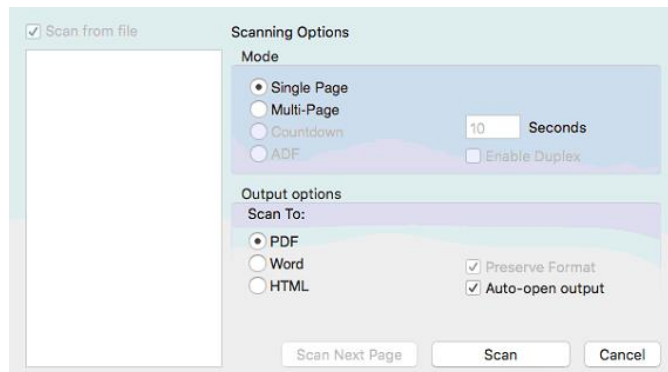 Scan from file
Scanning Options
Mode
Single Page
Multi-Page
Countdown
10 Seconds
ADF
Enable Duplex
Output options
Scan To:
PDF
Word
Preserve Format
HTML
Auto-open output
Scan Next Page
Scan
Cancel